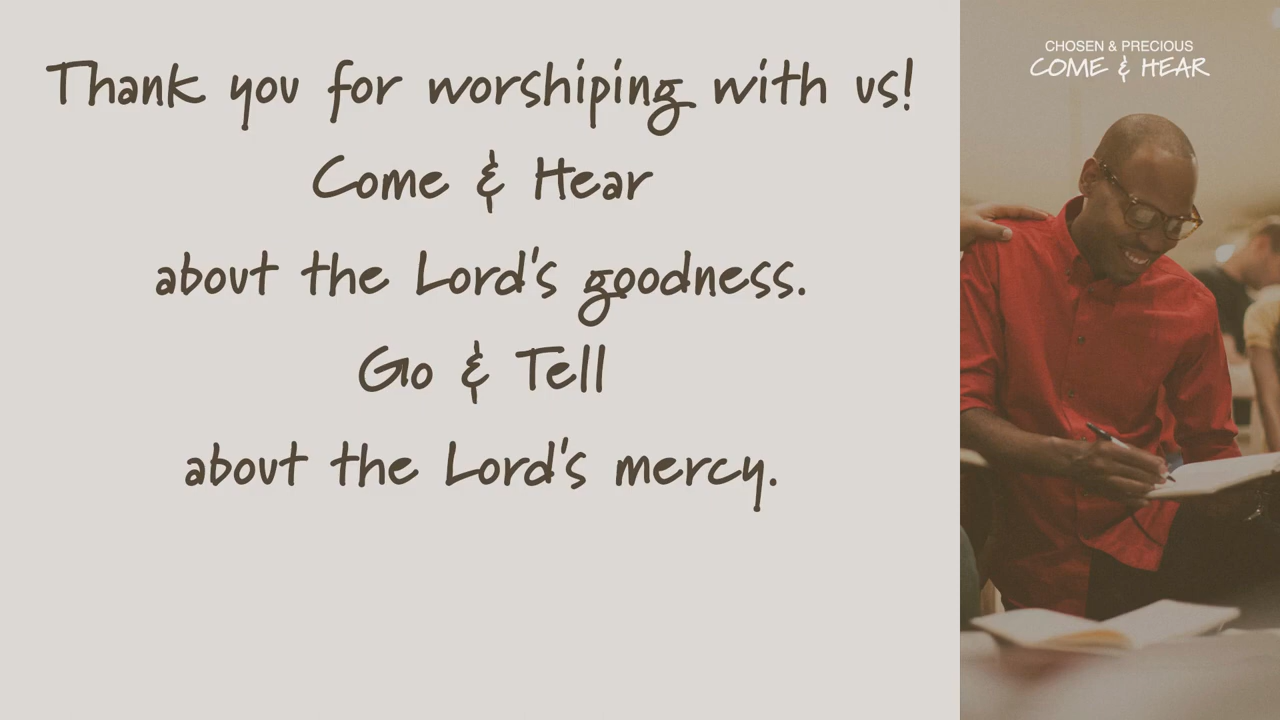 Thank you for worshiping with us!
Come & Hear
about the Lord's goodness.
Go & Tell
about the Lord's mercy.
CHOSEN & PRECIOUS
COME & HEAR